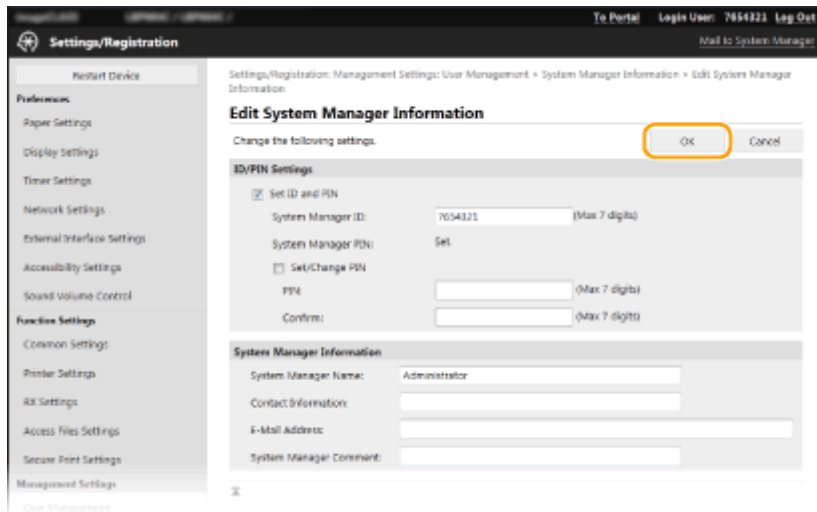 To Portal Login User: 7654321 Log Out
Settings/Registration
Mail to System Manager
Restart Device
Preferences
Paper Settings
Display Settings
Timer Settings
Network Settings
External Interface Settings
Accessibility Settings
Sound Volume Control
Function Settings
Common Settings
Printer Settings
RX Settings
Access Files Settings
Secure Print Settings
Management Settings
User Management
Settings/Registration: Management Settings: User Management > System Manager Information > Edit System Manager
Information
Edit System Manager Information
Change the following settings.
OK Cancel
ID/PIN Settings
Set ID and PIN
System Manager ID: 7654321 (Max 7 digits)
System Manager PIN: Set
Set/Change PIN
PIN: (Max 7 digits)
Confirm: (Max 7 digits)
System Manager Information
System Manager Name: Administrator
Contact Information:
E-Mail Address:
System Manager Comment: